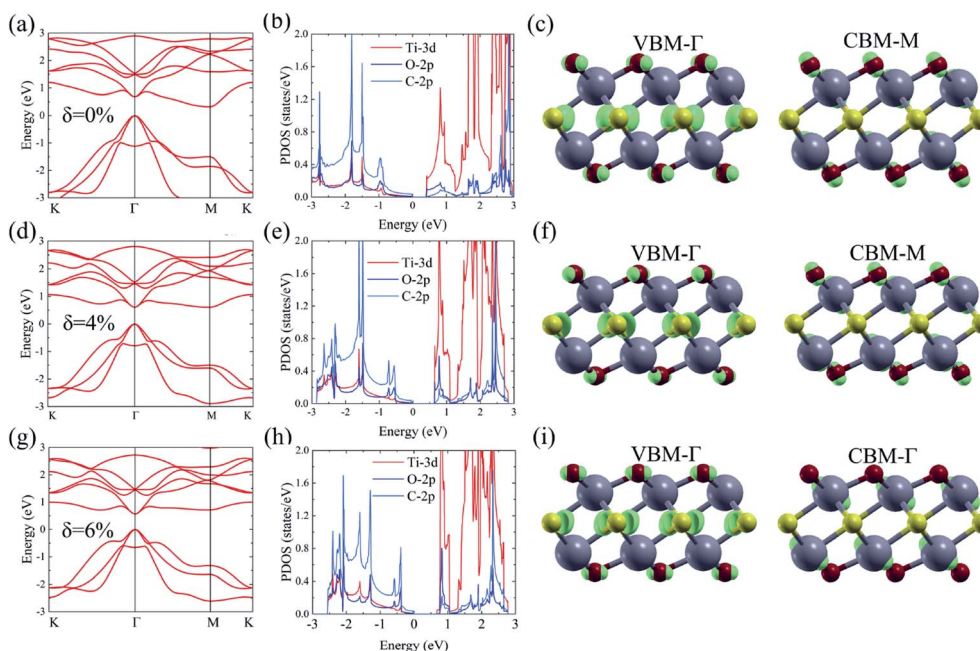 (a)
3
2
1
0
-1
-2
-3
Energy (eV)
δ=0%
K
Γ
M
K
(b)
2.0
1.6
1.2
0.8
0.4
0.0
PDOS (states/eV)
Ti-3d
O-2p
C-2p
-3 -2 -1 0 1 2 3
Energy (eV)
(c)
VBM-Γ
CBM-M
(d)
3
2
1
0
-1
-2
-3
Energy (eV)
δ=4%
K
Γ
M
K
(e)
2.0
1.6
1.2
0.8
0.4
0.0
PDOS (states/eV)
Ti-3d
O-2p
C-2p
-3 -2 -1 0 1 2 3
Energy (eV)
(f)
VBM-Γ
CBM-M
(g)
3
2
1
0
-1
-2
-3
Energy (eV)
δ=6%
K
Γ
M
K
(h)
2.0
1.6
1.2
0.8
0.4
0.0
PDOS (states/eV)
Ti-3d
O-2p
C-2p
-3 -2 -1 0 1 2 3
Energy (eV)
(i)
VBM-Γ
CBM-Γ